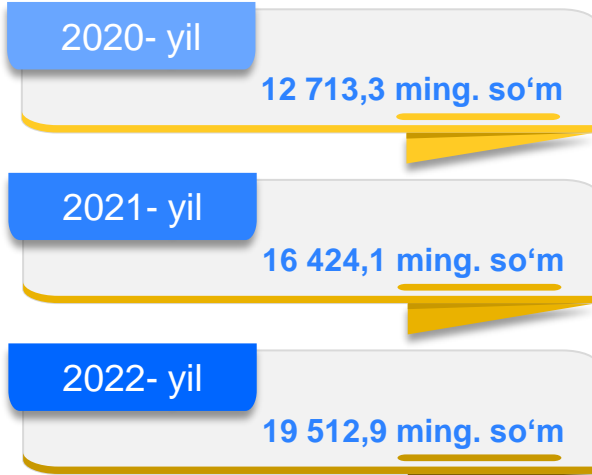 2020- yil
12 713,3 ming. so‘m
2021- yil
16 424,1 ming. so‘m
2022- yil
19 512,9 ming. so‘m